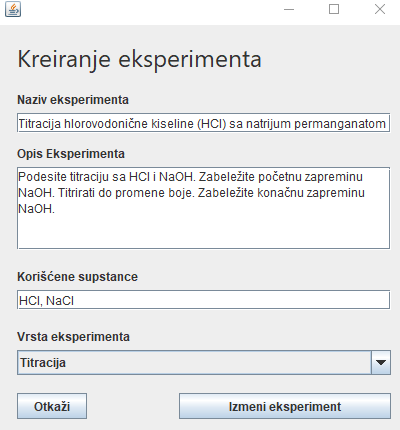 Kreiranje eksperimenta
Naziv eksperimenta
Titracija hlorovodonične kiseline (HCl) sa natrijum permanganatom
Opis Eksperimenta
Podesite titraciju sa HCl i NaOH. Zabeležite početnu zapreminu
NaOH. Titrirati do promene boje. Zabeležite konačnu zapreminu
NaOH.
Korišćene supstance
HCl, NaCl
Vrsta eksperimenta
Titracija
Otkaži
Izmeni eksperiment